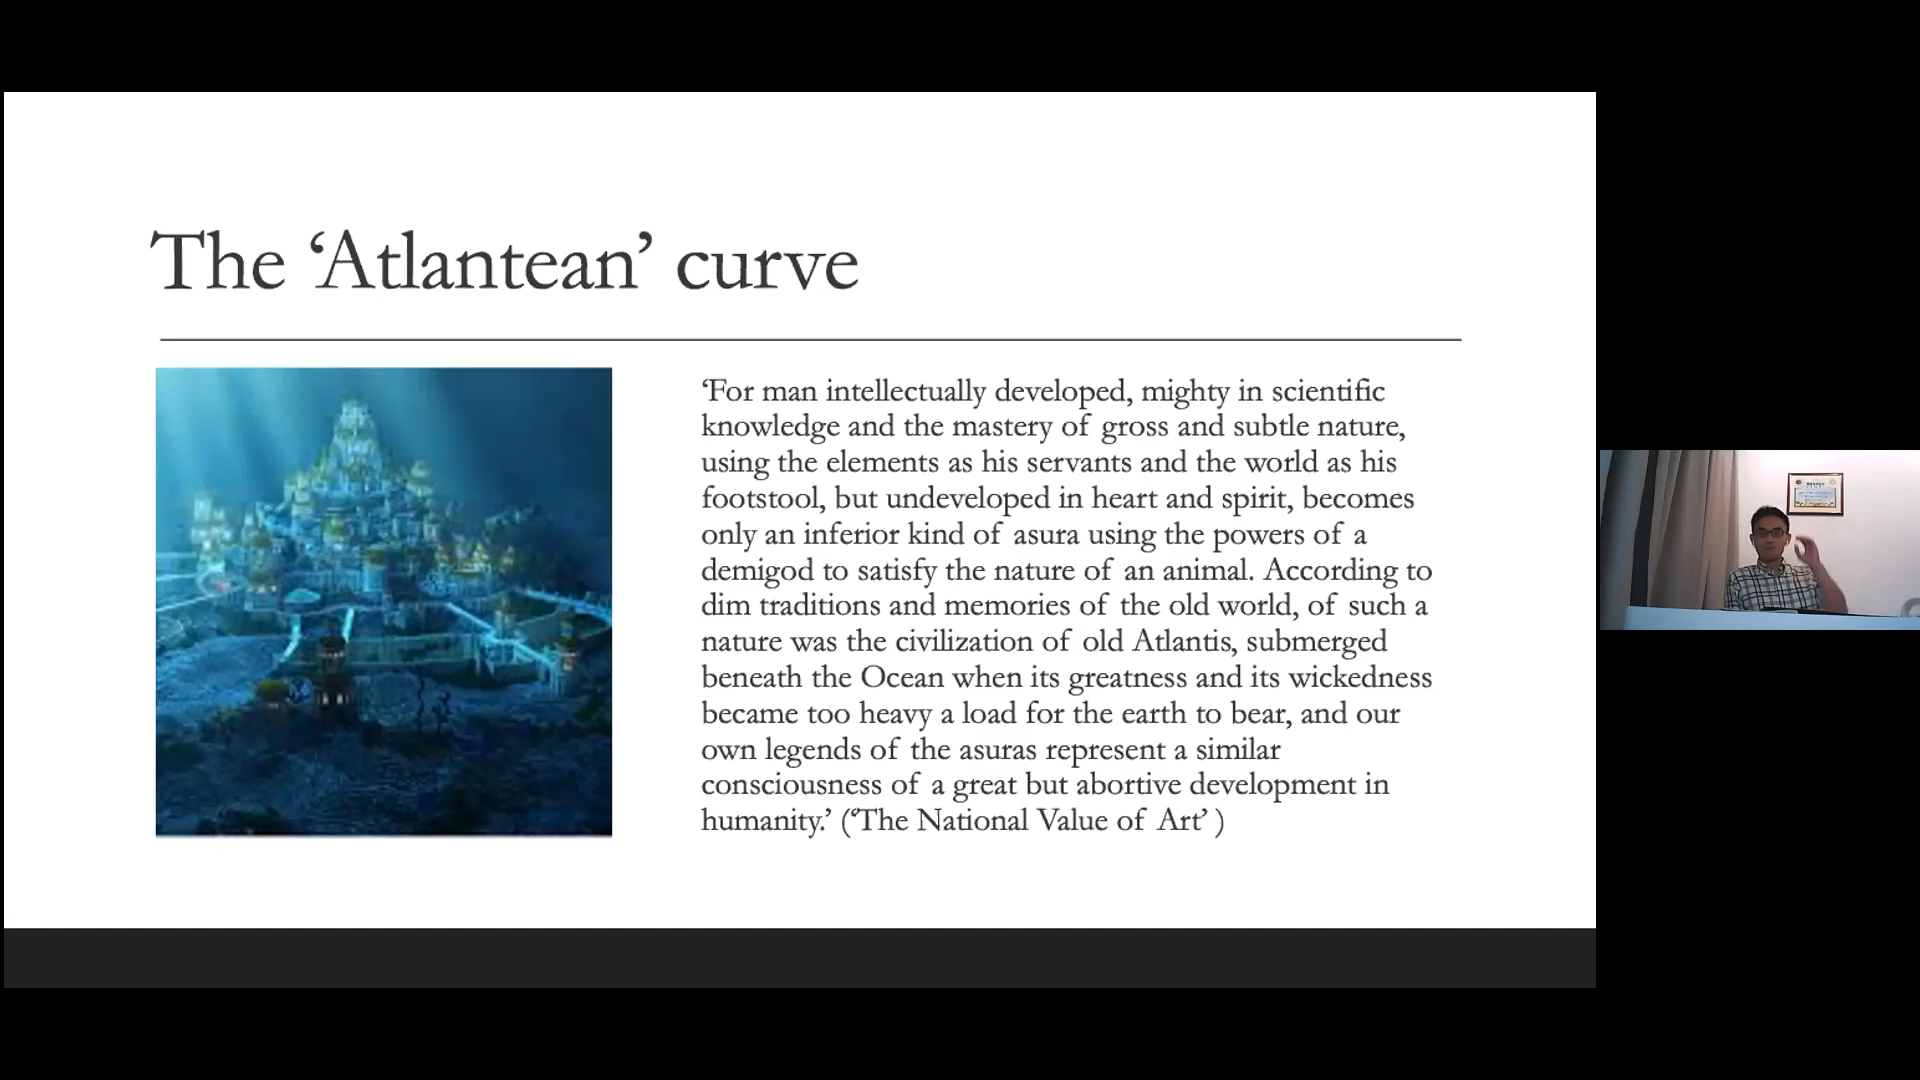 The ‘Atlantean’ curve
‘For man intellectually developed, mighty in scientific
knowledge and the mastery of gross and subtle nature,
using the elements as his servants and the world as his
footstool, but undeveloped in heart and spirit, becomes
only an inferior kind of asura using the powers of a
demigod to satisfy the nature of an animal. According to
dim traditions and memories of the old world, of such a
nature was the civilization of old Atlantis, submerged
beneath the Ocean when its greatness and its wickedness
became too heavy a load for the earth to bear, and our
own legends of the asuras represent a similar
consciousness of a great but abortive development in
humanity.’ (‘The National Value of Art’ )